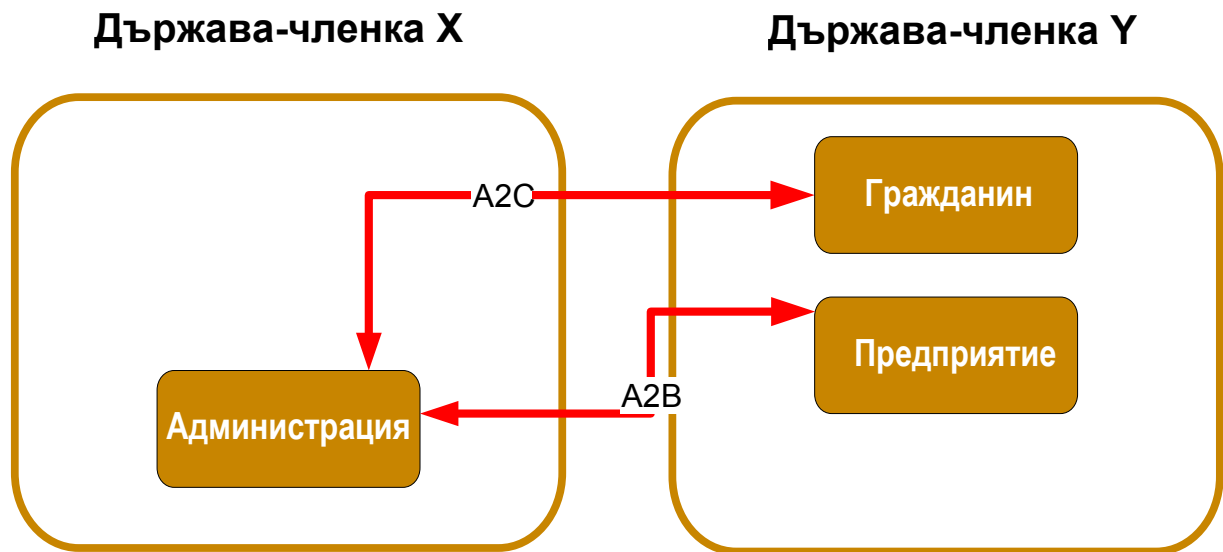 Държава-членка X
Държава-членка Y
A2C
Гражданин
Предприятие
A2B
Администрация